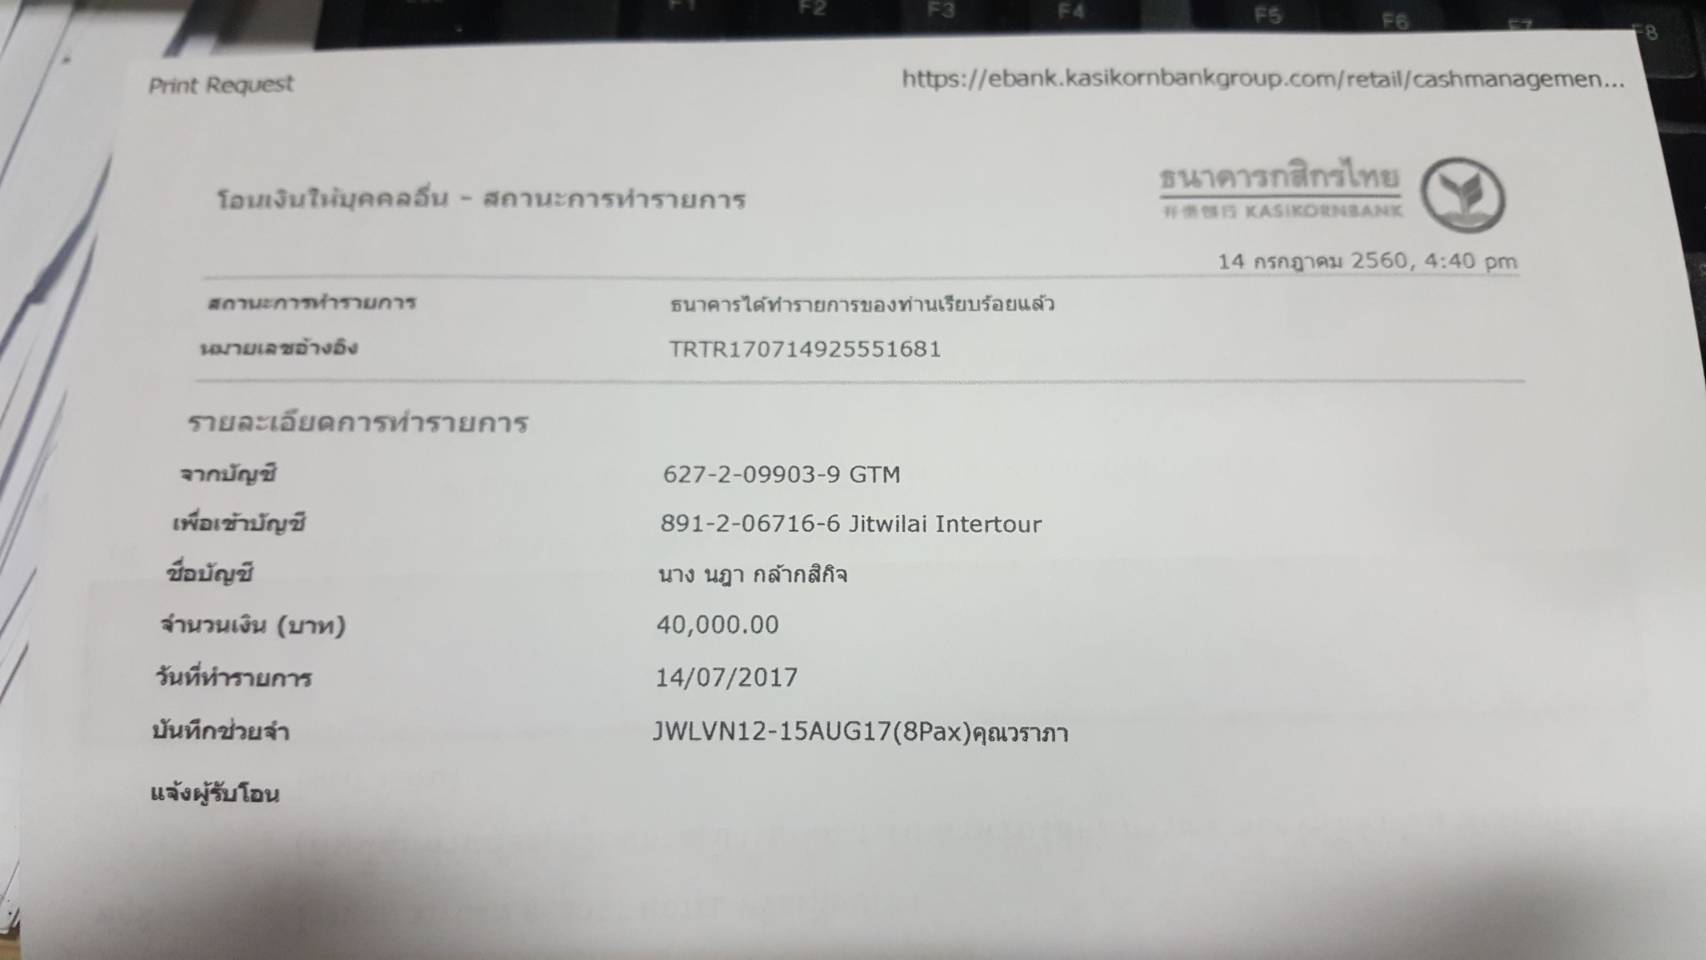 F1 F2 F3 F4 F5 F6 F7 F8
Print Request https://ebank.kasikornbankgroup.com/retail/cashmanagemen...
ธนาคารกสิกรไทย
开泰银行 KASIKORNBANK
โอนเงินให้บุคคลอื่น - สถานะการทำรายการ
14 กรกฎาคม 2560, 4:40 pm
สถานะการทำรายการ ธนาคารได้ทำรายการของท่านเรียบร้อยแล้ว
หมายเลขอ้างอิง TRTR170714925551681
รายละเอียดการทำรายการ
จากบัญชี 627-2-09903-9 GTM
เพื่อเข้าบัญชี 891-2-06716-6 Jitwilai Intertour
ชื่อบัญชี นาง นฎา กล้ากสิกิจ
จำนวนเงิน (บาท) 40,000.00
วันที่ทำรายการ 14/07/2017
บันทึกช่วยจำ JWLVN12-15AUG17(8Pax)คุณวราภา
แจ้งผู้รับโอน